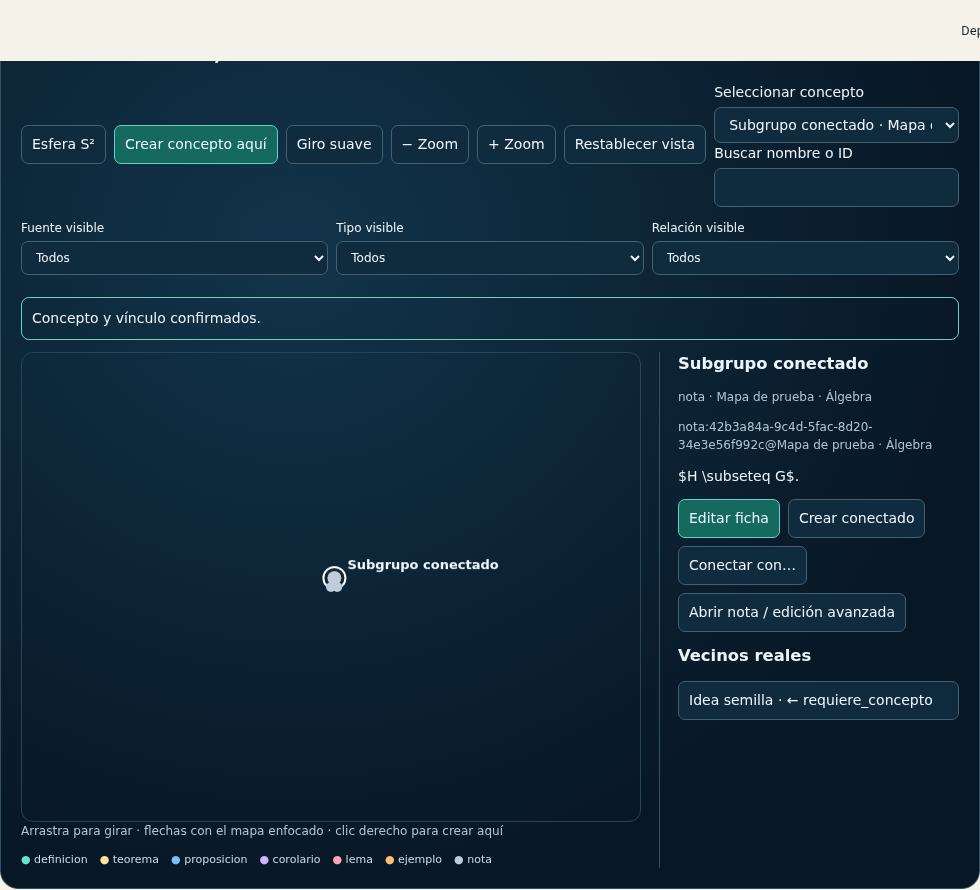 Dep
Seleccionar concepto
Esfera S²
Crear concepto aquí
Giro suave
− Zoom
+ Zoom
Restablecer vista
Subgrupo conectado · Mapa
Buscar nombre o ID
Fuente visible
Tipo visible
Relación visible
Todos
Todos
Todos
Concepto y vínculo confirmados.
Subgrupo conectado
Subgrupo conectado
nota · Mapa de prueba · Álgebra
nota:42b3a84a-9c4d-5fac-8d20-
34e3e56f992c@Mapa de prueba · Álgebra
$H \subseteq G$.
Editar ficha
Crear conectado
Conectar con…
Abrir nota / edición avanzada
Vecinos reales
Idea semilla · ← requiere_concepto
Arrastra para girar · flechas con el mapa enfocado · clic derecho para crear aquí
definicion
teorema
proposicion
corolario
lema
ejemplo
nota